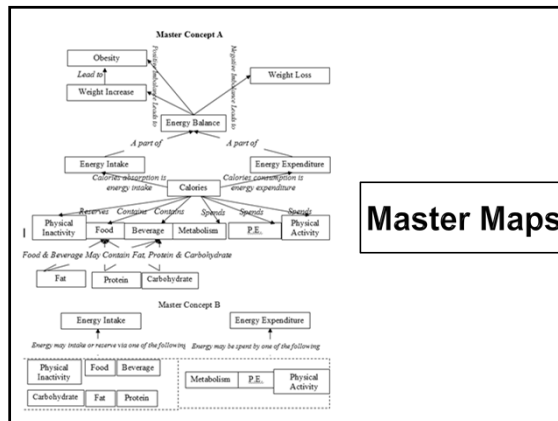 Master Concept A
Obesity
Positive Imbalance Leads to
Negative Imbalance Leads to
Weight Loss
Lead to
Weight Increase
Energy Balance
A part of
A part of
Energy Intake
Energy Expenditure
Calories absorption is
energy intake
Calories
Calories consumption is
energy expenditure
Reserves Contains Contains Spends Spends Spends
Physical
Inactivity
Food
Beverage
Metabolism
P.E.
Physical
Activity
Food & Beverage May Contain Fat, Protein & Carbohydrate
Fat
Protein
Carbohydrate
Master Concept B
Energy Intake
Energy Expenditure
Energy may intake or reserve via one of the following
Energy may be spent by one of the following
Physical
Inactivity
Food
Beverage
Carbohydrate
Fat
Protein
Metabolism
P.E.
Physical
Activity
Master Maps